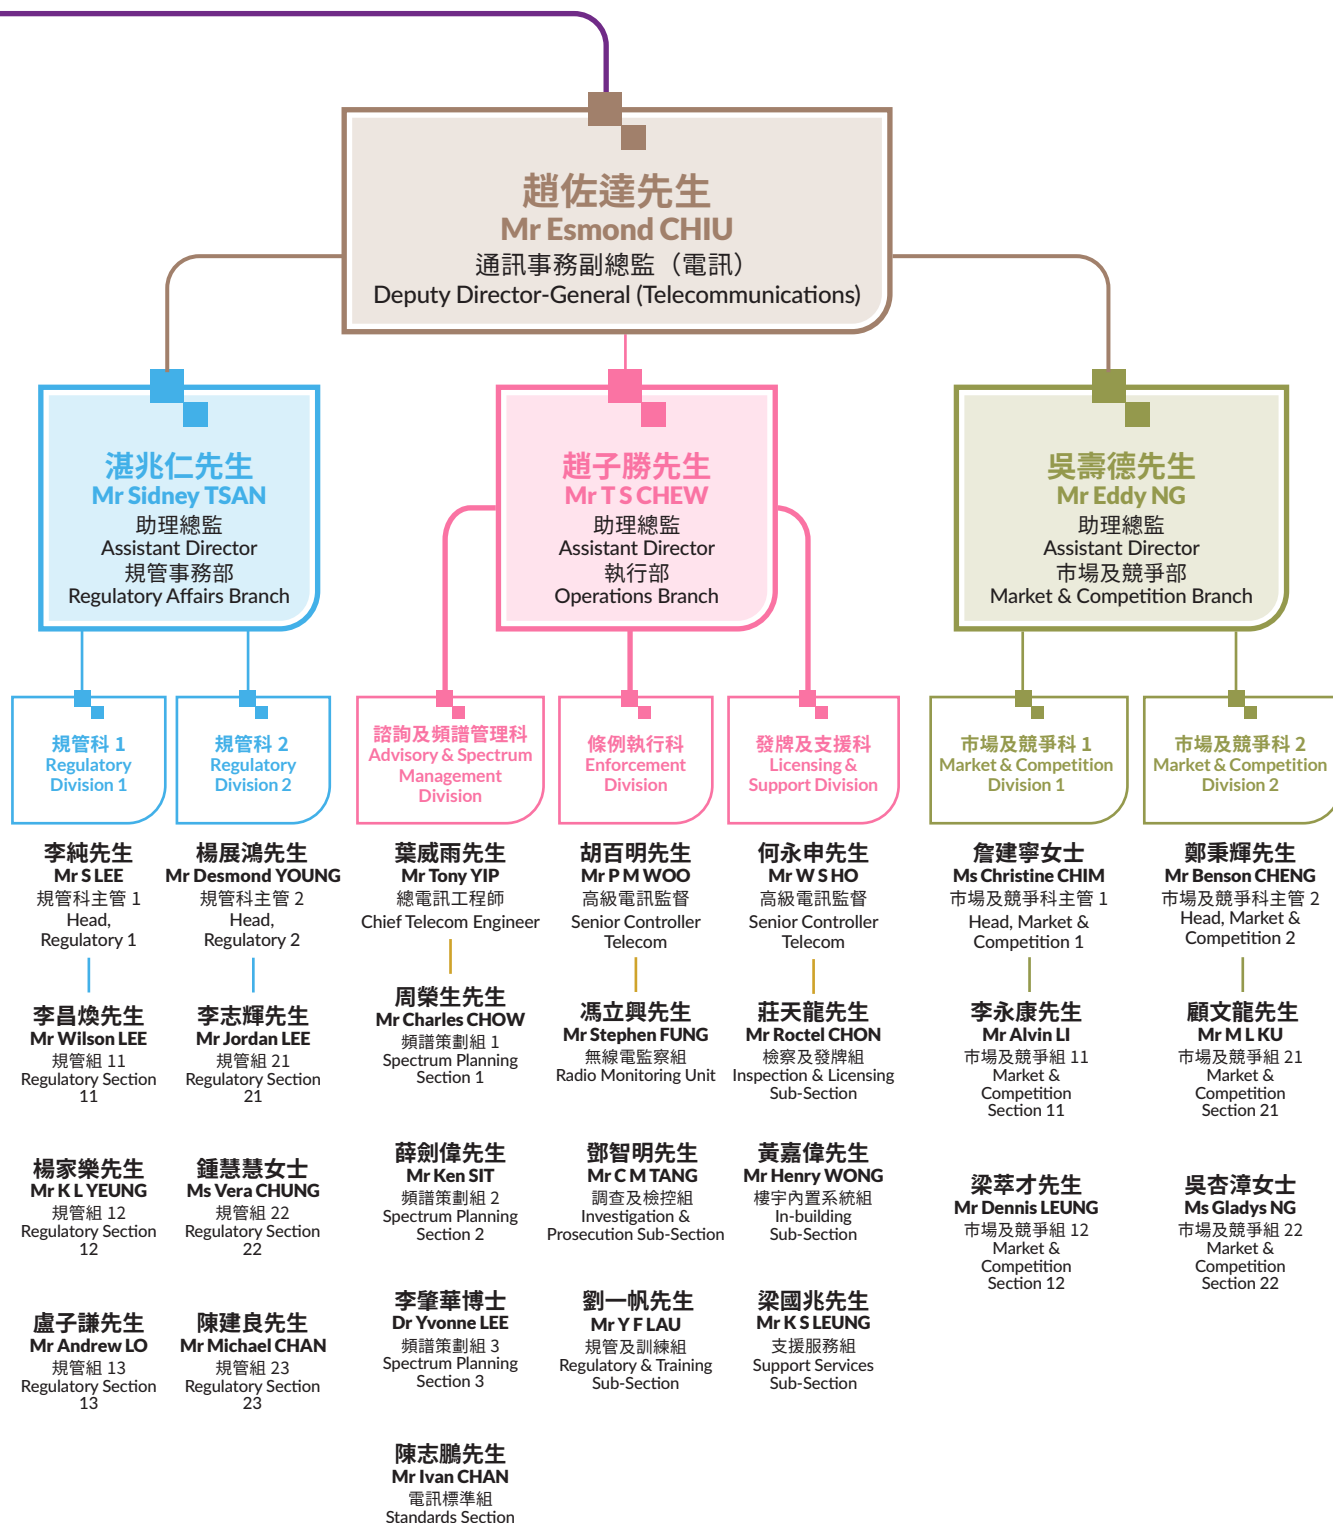 趙佐達先生
Mr Esmond CHIU
通訊事務副總監（電訊）
Deputy Director-General (Telecommunications)
湛兆仁先生
Mr Sidney TSAN
助理總監
Assistant Director
規管事務部
Regulatory Affairs Branch
趙子勝先生
Mr T S CHEW
助理總監
Assistant Director
執行部
Operations Branch
吳壽德先生
Mr Eddy NG
助理總監
Assistant Director
市場及競爭部
Market & Competition Branch
規管科 1
Regulatory
Division 1
李純先生
Mr S LEE
規管科主管 1
Head,
Regulatory 1
李昌煥先生
Mr Wilson LEE
規管組 11
Regulatory Section
11
楊家樂先生
Mr K L YEUNG
規管組 12
Regulatory Section
12
盧子謙先生
Mr Andrew LO
規管組 13
Regulatory Section
13
規管科 2
Regulatory
Division 2
楊展鴻先生
Mr Desmond YOUNG
規管科主管 2
Head,
Regulatory 2
李志輝先生
Mr Jordan LEE
規管組 21
Regulatory Section
21
鍾慧慧女士
Ms Vera CHUNG
規管組 22
Regulatory Section
22
陳建良先生
Mr Michael CHAN
規管組 23
Regulatory Section
23
諮詢及頻譜管理科
Advisory & Spectrum
Management
Division
葉威雨先生
Mr Tony YIP
總電訊工程師
Chief Telecom Engineer
周榮生先生
Mr Charles CHOW
頻譜策劃組 1
Spectrum Planning
Section 1
薛劍偉先生
Mr Ken SIT
頻譜策劃組 2
Spectrum Planning
Section 2
李肇華博士
Dr Yvonne LEE
頻譜策劃組 3
Spectrum Planning
Section 3
陳志鵬先生
Mr Ivan CHAN
電訊標準組
Standards Section
條例執行科
Enforcement
Division
胡百明先生
Mr P M WOO
高級電訊監督
Senior Controller
Telecom
馮立興先生
Mr Stephen FUNG
無線電監察組
Radio Monitoring Unit
鄧智明先生
Mr C M TANG
調查及檢控組
Investigation &
Prosecution Sub-Section
劉一帆先生
Mr Y F LAU
規管及訓練組
Regulatory & Training
Sub-Section
發牌及支援科
Licensing &
Support Division
何永申先生
Mr W S HO
高級電訊監督
Senior Controller
Telecom
莊天龍先生
Mr Roctel CHON
檢察及發牌組
Inspection & Licensing
Sub-Section
黃嘉偉先生
Mr Henry WONG
樓宇內置系統組
In-building
Sub-Section
梁國兆先生
Mr K S LEUNG
支援服務組
Support Services
Sub-Section
市場及競爭科 1
Market & Competition
Division 1
詹建寧女士
Ms Christine CHIM
市場及競爭科主管 1
Head, Market &
Competition 1
李永康先生
Mr Alvin LI
市場及競爭組 11
Market &
Competition
Section 11
梁萃才先生
Mr Dennis LEUNG
市場及競爭組 12
Market &
Competition
Section 12
市場及競爭科 2
Market & Competition
Division 2
鄭秉輝先生
Mr Benson CHENG
市場及競爭科主管 2
Head, Market &
Competition 2
顧文龍先生
Mr M L KU
市場及競爭組 21
Market &
Competition
Section 21
吳杏漳女士
Ms Gladys NG
市場及競爭組 22
Market &
Competition
Section 22